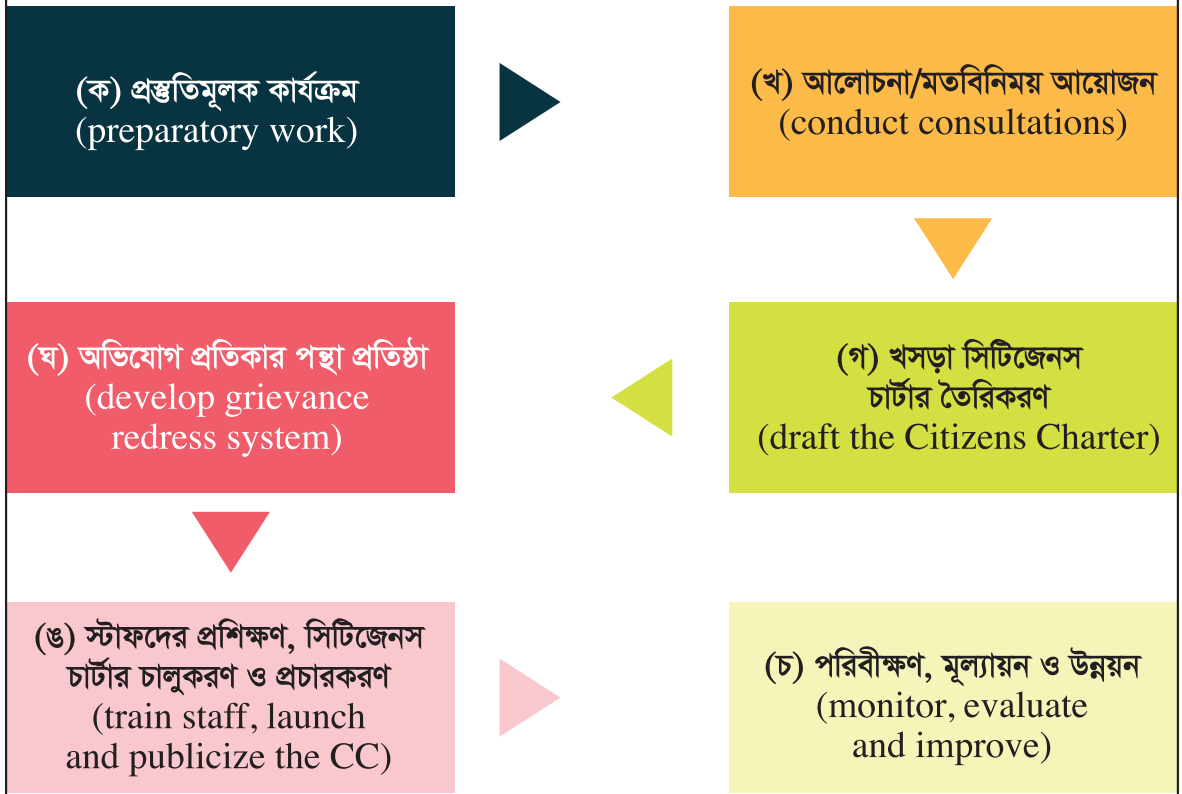 (ক) প্রস্তুতিমূলক কার্যক্রম
(preparatory work)
(খ) আলোচনা/মতবিনিময় আয়োজন
(conduct consultations)
(গ) খসড়া সিটিজেনস
চার্টার তৈরিকরণ
(draft the Citizens Charter)
(ঘ) অভিযোগ প্রতিকার পন্থা প্রতিষ্ঠা
(develop grievance
redress system)
(ঙ) স্টাফদের প্রশিক্ষণ, সিটিজেনস
চার্টার চালুকরণ ও প্রচারকরণ
(train staff, launch
and publicize the CC)
(চ) পরিবীক্ষণ, মূল্যায়ন ও উন্নয়ন
(monitor, evaluate
and improve)